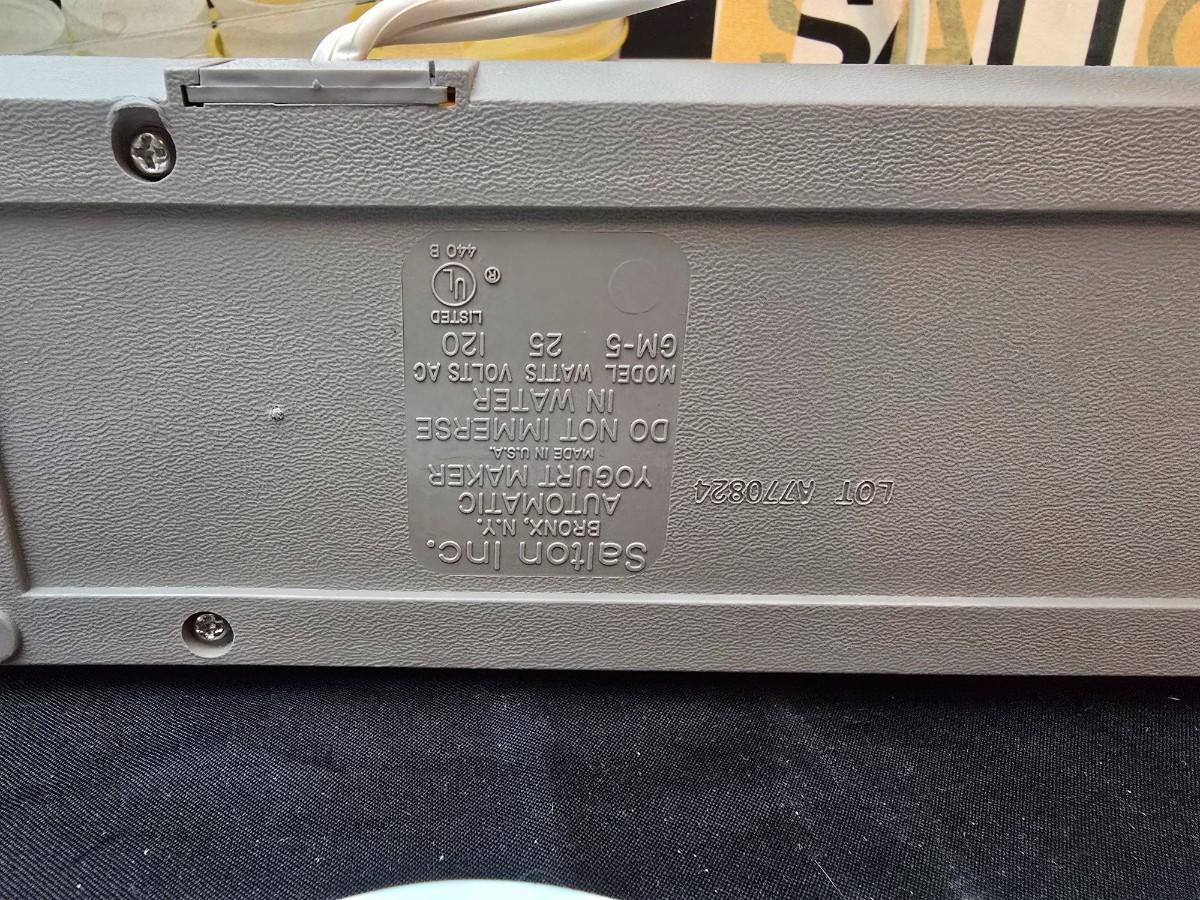 Salton Inc.
BRONX, N.Y.
AUTOMATIC
YOGURT MAKER
MADE IN U.S.A.
DO NOT IMMERSE
IN WATER
MODEL WATTS VOLTS AC
GM-5 25 120
LISTED
UL ®
440 B
LOT A770824